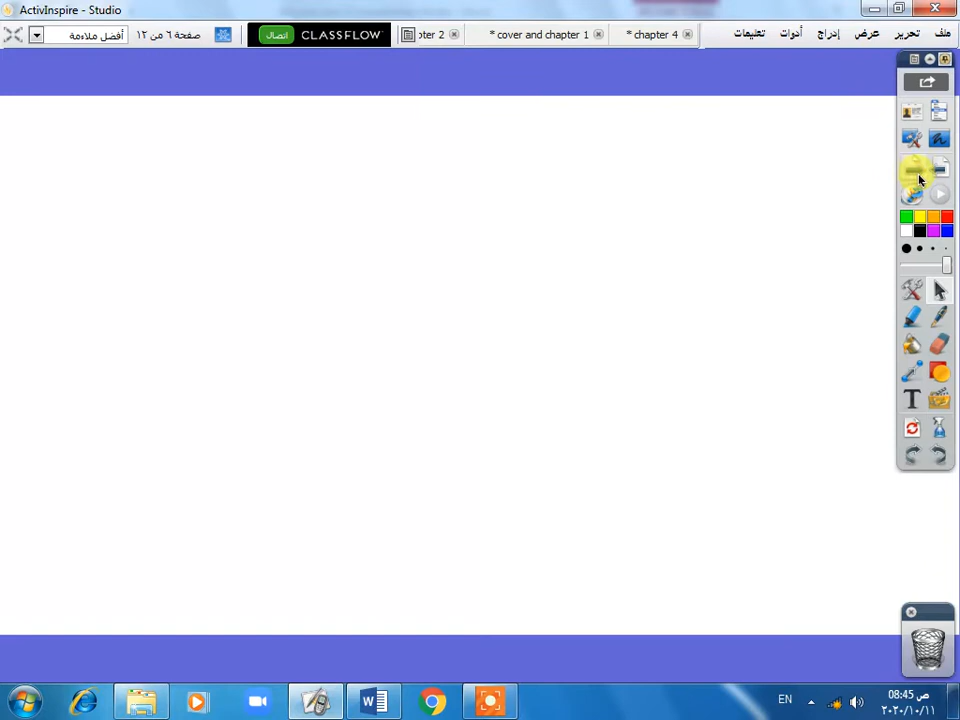 ActivInspire - Studio
ملف تحرير عرض إدراج أدوات تعليمات
* chapter 4
* cover and chapter 1
pter 2
CLASSFLOW
اتصال
صفحة ٦ من ١٢
أفضل ملاءمة
T
EN
08:45 ص
٢٠٢٠/١٠/١١